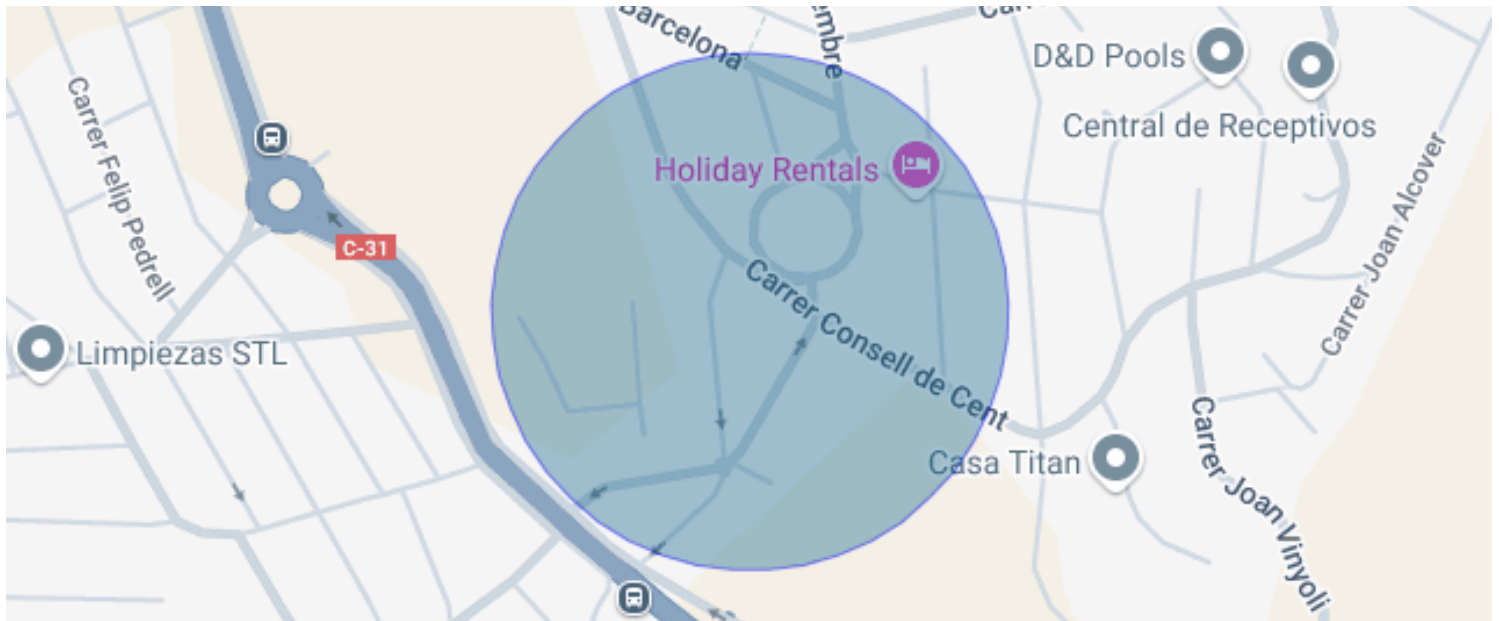 Barcelona
embre
D&D Pools
Central de Receptivos
Carrer Felip Pedrell
Holiday Rentals
Carrer Joan Alcover
C-31
Carrer Consell de Cent
Limpiezas STL
Casa Titan
Carrer Joan Vinyoli